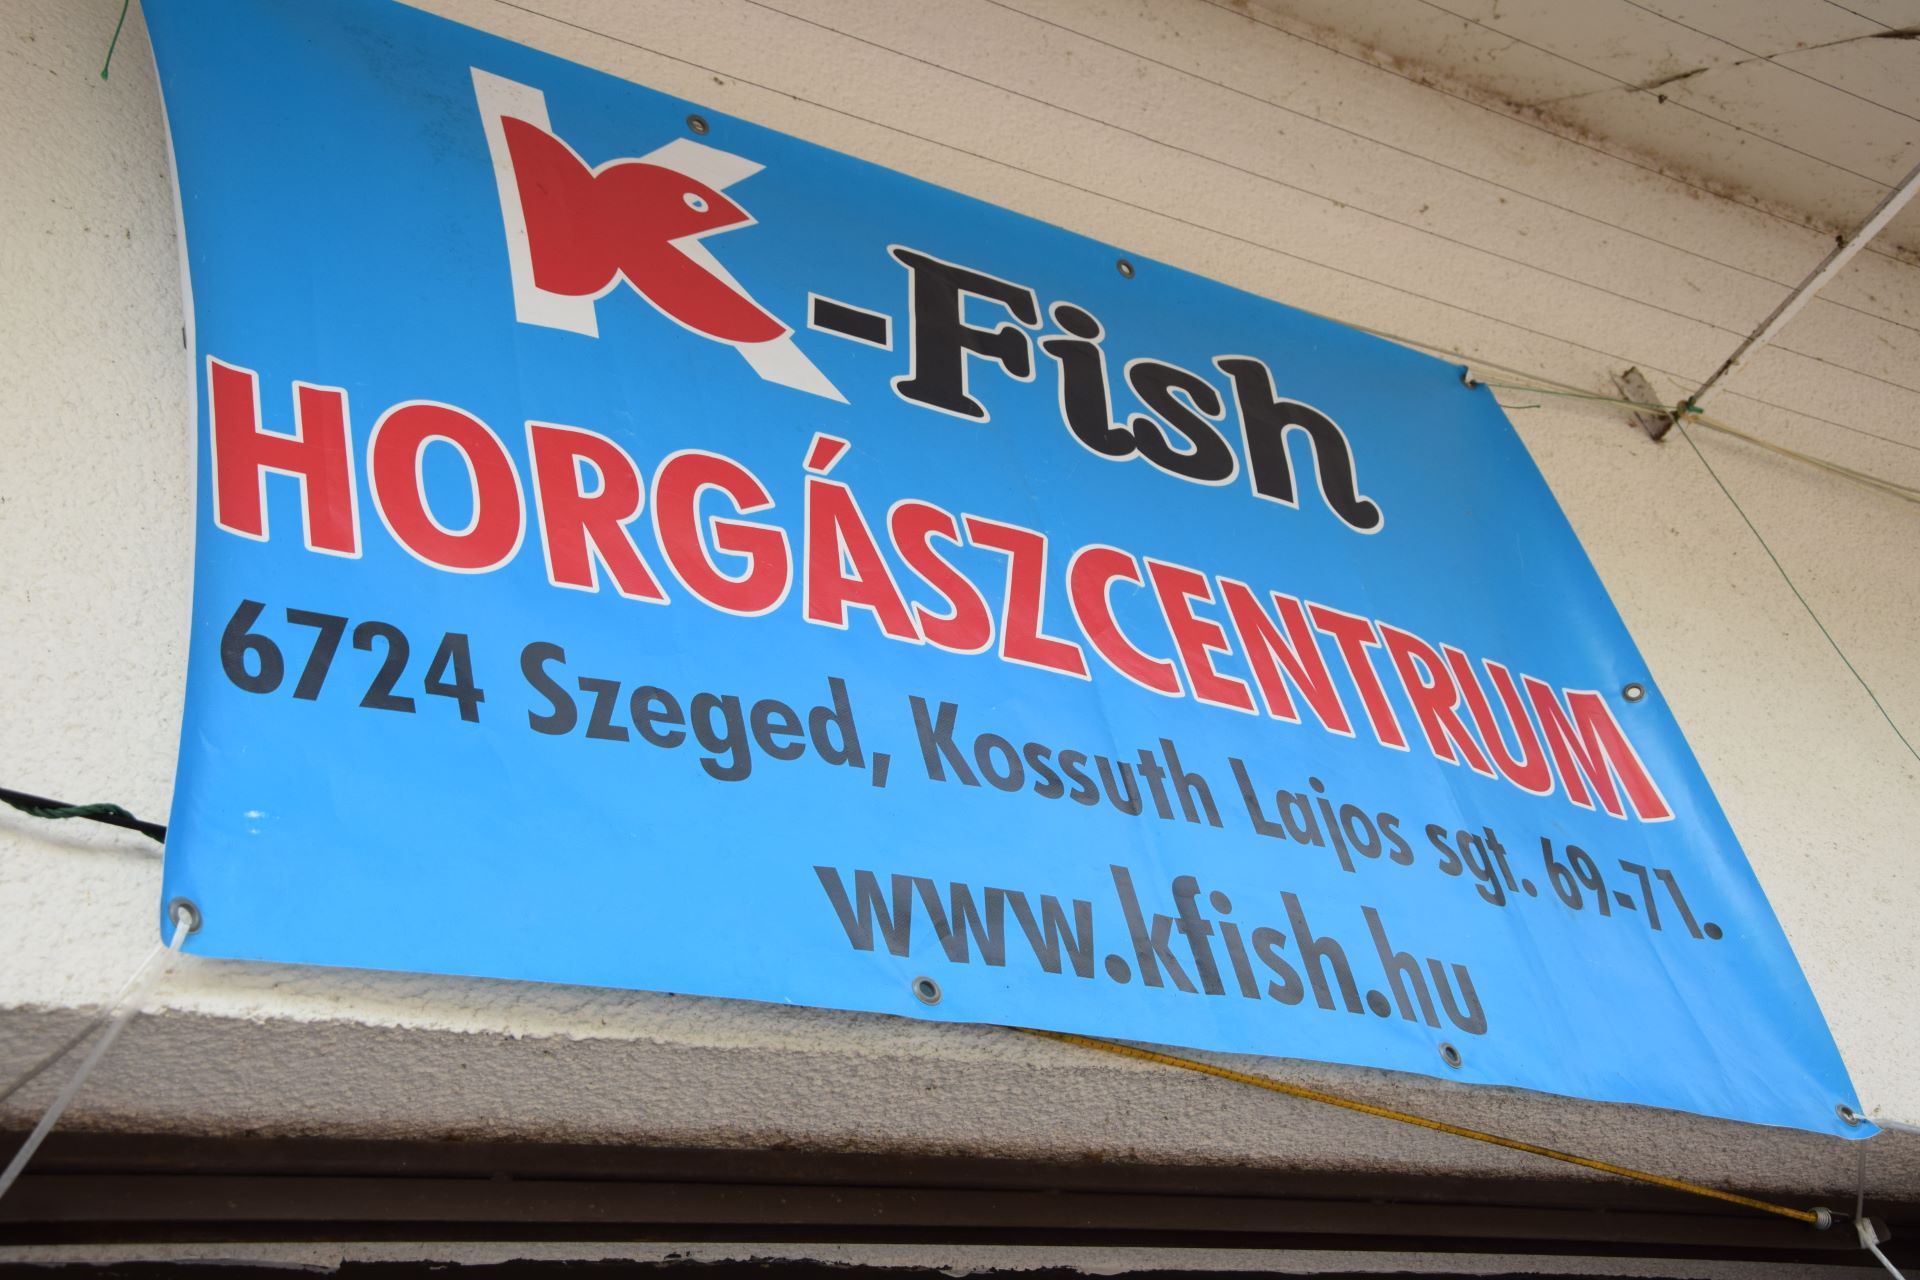 K-Fish
HORGÁSZCENTRUM
6724 Szeged, Kossuth Lajos sgt. 69-71.
www.kfish.hu